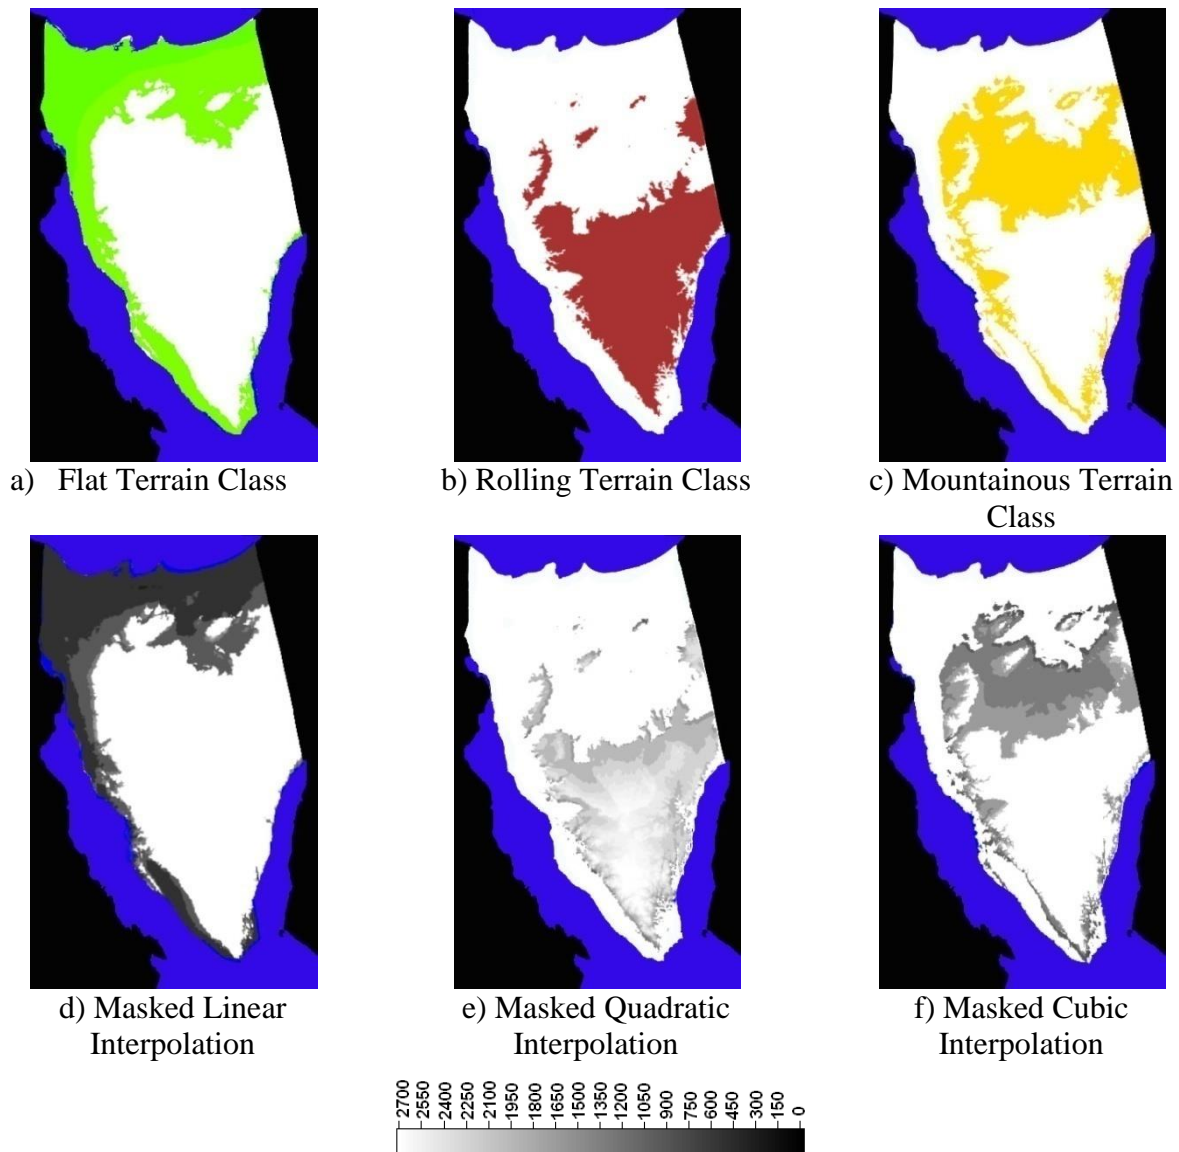 a) Flat Terrain Class
b) Rolling Terrain Class
c) Mountainous Terrain
Class
d) Masked Linear
Interpolation
e) Masked Quadratic
Interpolation
f) Masked Cubic
Interpolation
2700
2550
2400
2250
2100
1950
1800
1650
1500
1350
1200
1050
900
750
600
450
300
150
0